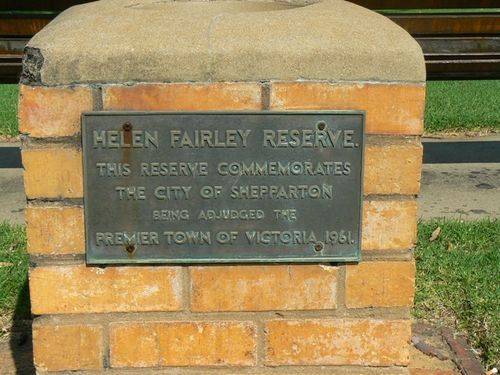 HELEN FAIRLEY RESERVE.
THIS RESERVE COMMEMORATES
THE CITY OF SHEPPARTON
BEING ADJUDGED THE
PREMIER TOWN OF VICTORIA 1961.